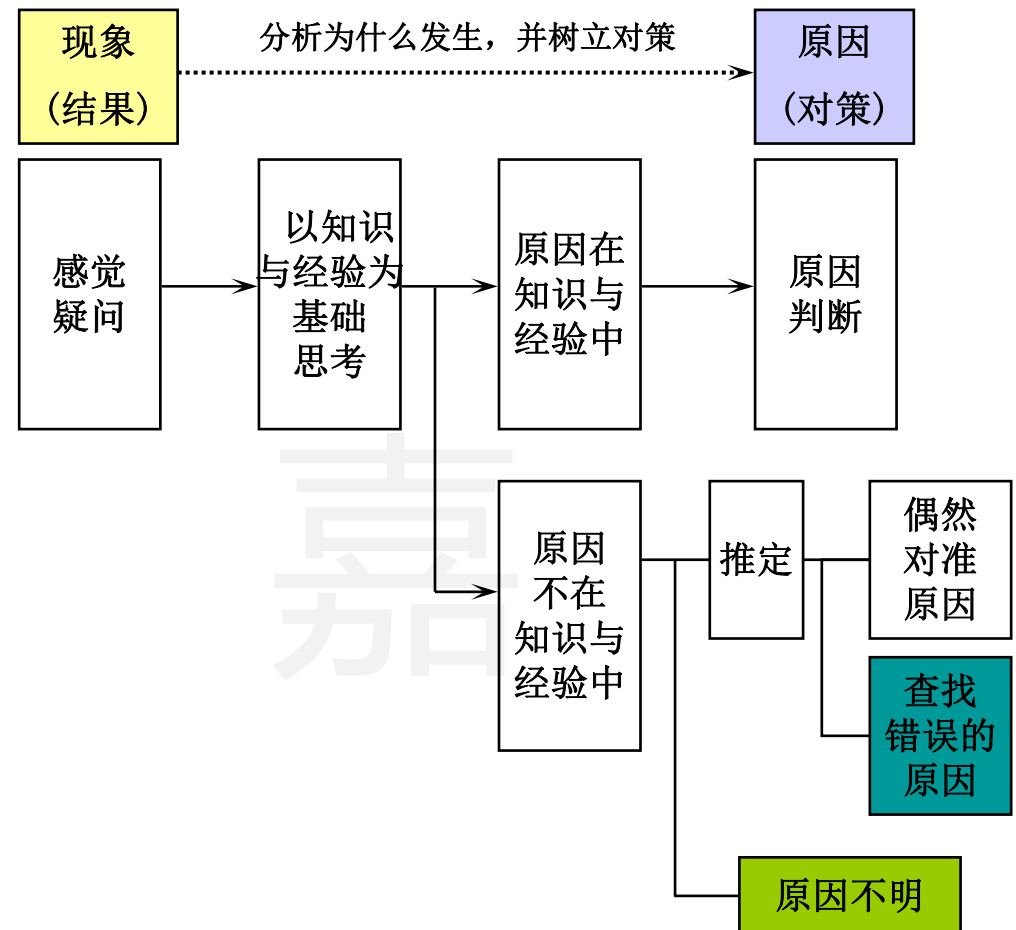 现象
(结果)
分析为什么发生，并树立对策
原因
(对策)
感觉
疑问
以知识
与经验为
基础
思考
原因在
知识与
经验中
原因
判断
原因
不在
知识与
经验中
推定
偶然
对准
原因
查找
错误的
原因
原因不明
嘉